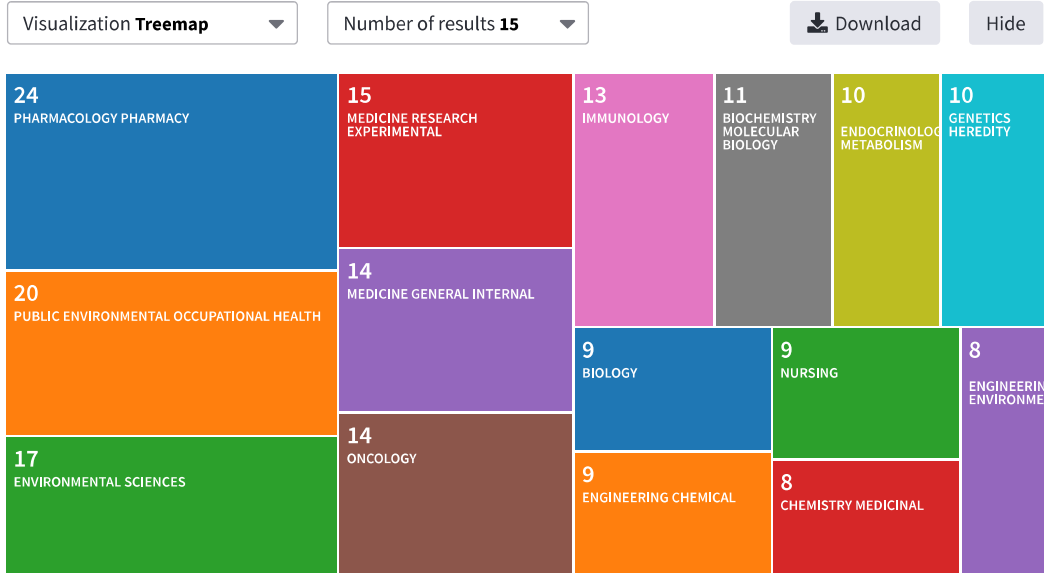 Visualization Treemap
Number of results 15
Download
Hide
24
PHARMACOLOGY PHARMACY
20
PUBLIC ENVIRONMENTAL OCCUPATIONAL HEALTH
17
ENVIRONMENTAL SCIENCES
15
MEDICINE RESEARCH
EXPERIMENTAL
14
MEDICINE GENERAL INTERNAL
14
ONCOLOGY
13
IMMUNOLOGY
11
BIOCHEMISTRY
MOLECULAR
BIOLOGY
10
ENDOCRINOLOG
METABOLISM
10
GENETICS
HEREDITY
9
BIOLOGY
9
ENGINEERING CHEMICAL
9
NURSING
8
CHEMISTRY MEDICINAL
8
ENGINEERIN
ENVIRONME